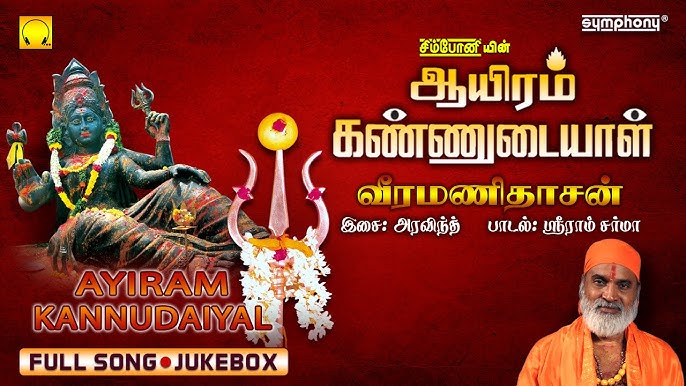 symphony
சிம்போனியின்
ஆயிரம்
கண்ணுடையாள்
வீரமணிதாசன்
இசை: அரவிந்த் பாடல்: ஸ்ரீராம் சர்மா
AYIRAM
KANNUDAIYAL
FULL SONG•JUKEBOX